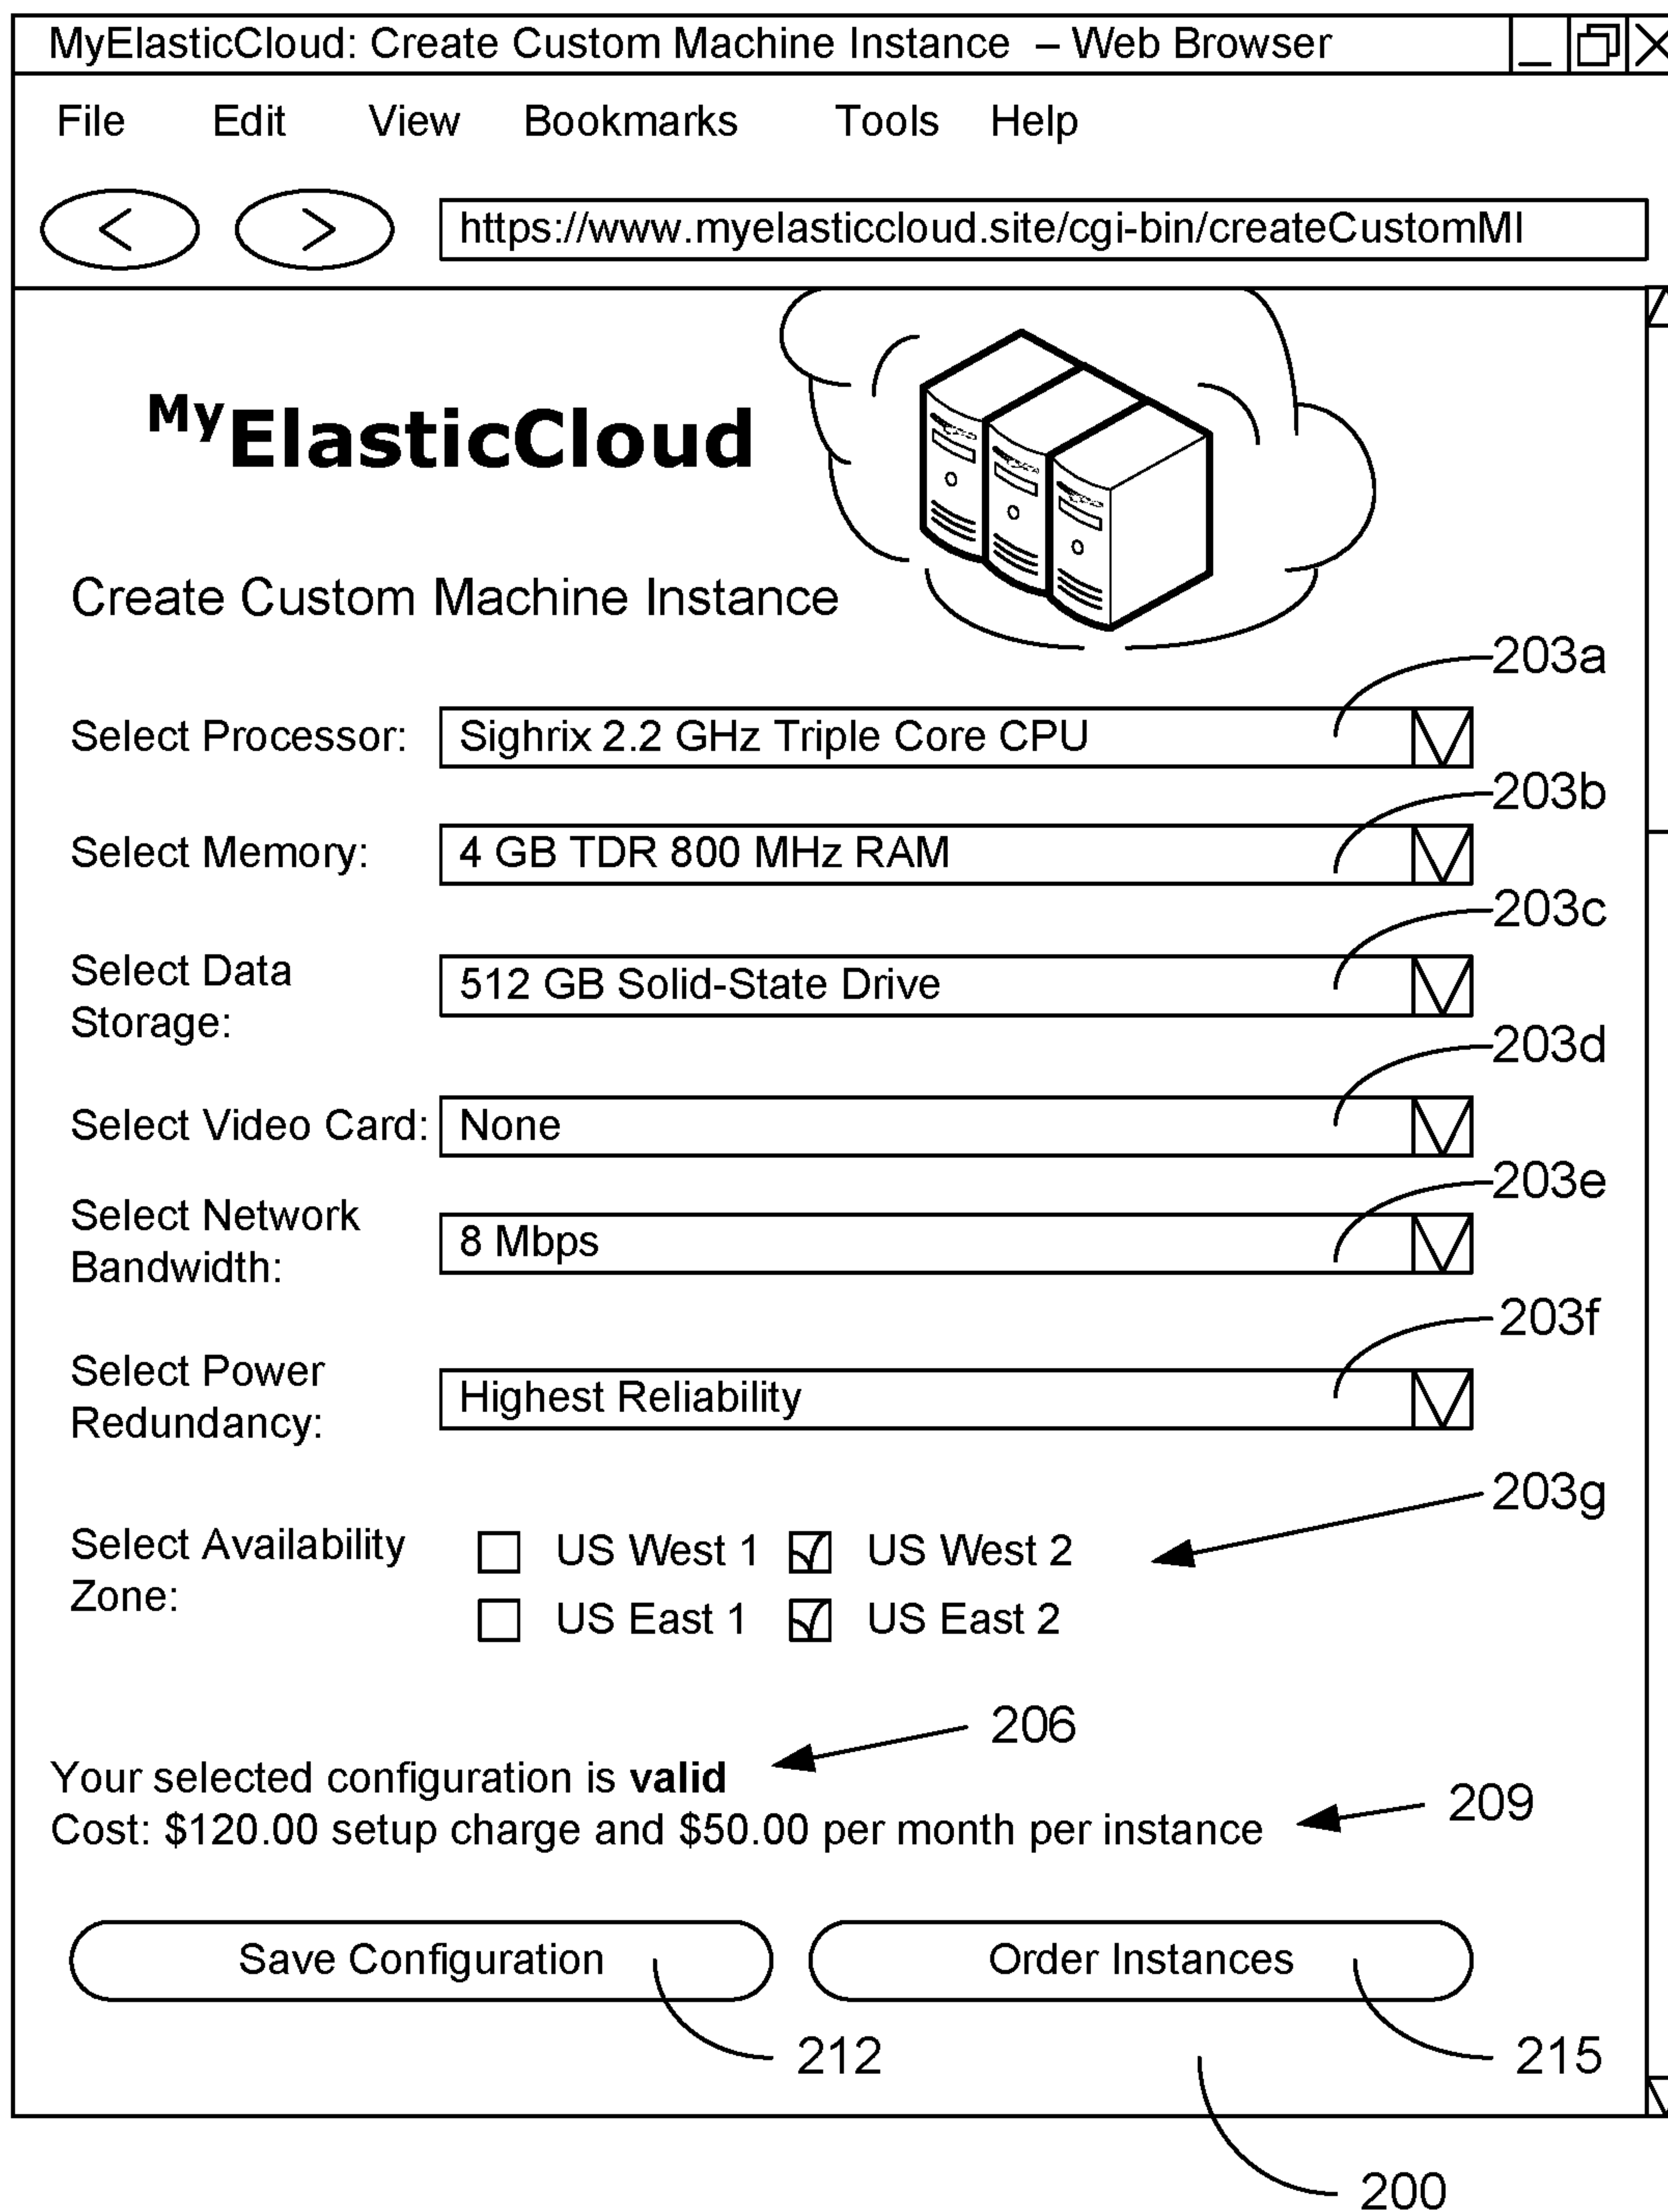 MyElasticCloud: Create Custom Machine Instance – Web Browser
File Edit View Bookmarks Tools Help
< > https://www.myelasticcloud.site/cgi-bin/createCustomMI
MyElasticCloud
Create Custom Machine Instance
203a
Select Processor: Sighrix 2.2 GHz Triple Core CPU
203b
Select Memory: 4 GB TDR 800 MHz RAM
203c
Select Data
Storage:
512 GB Solid-State Drive
203d
Select Video Card: None
203e
Select Network
Bandwidth:
8 Mbps
203f
Select Power
Redundancy:
Highest Reliability
203g
Select Availability
Zone:
US West 1 US West 2
US East 1 US East 2
206
Your selected configuration is valid
209
Cost: $120.00 setup charge and $50.00 per month per instance
Save Configuration Order Instances
212 215
200